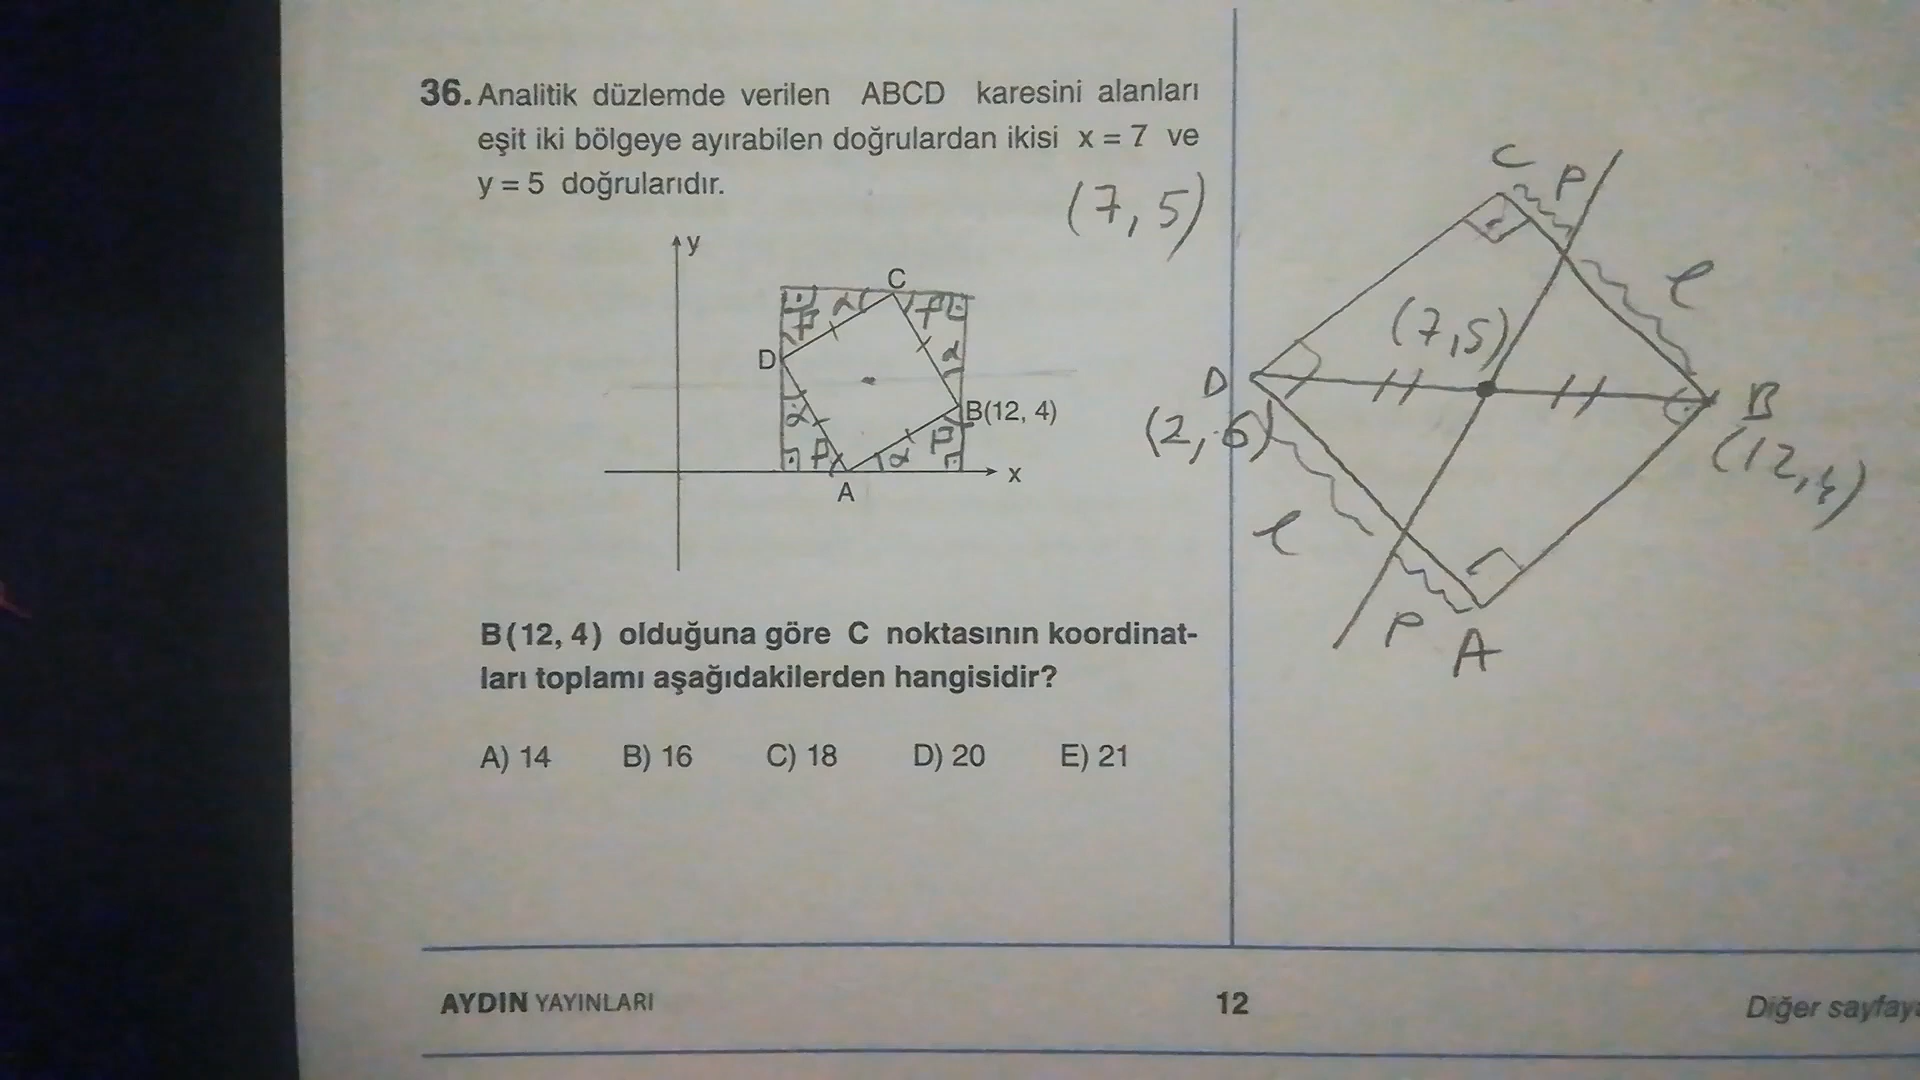 36. Analitik düzlemde verilen ABCD karesini alanları
eşit iki bölgeye ayırabilen doğrulardan ikisi x = 7 ve
y = 5 doğrularıdır.
(7, 5)
y
C
α
P
α
D
B(12, 4)
α
P
α
P
x
A
B(12, 4) olduğuna göre C noktasının koordinat-
ları toplamı aşağıdakilerden hangisidir?
A) 14 B) 16 C) 18 D) 20 E) 21
C P
l
(7, 5)
D
B
(2, 6)
(12, 4)
l
P A
AYDIN YAYINLARI
12
Diğer sayfaya